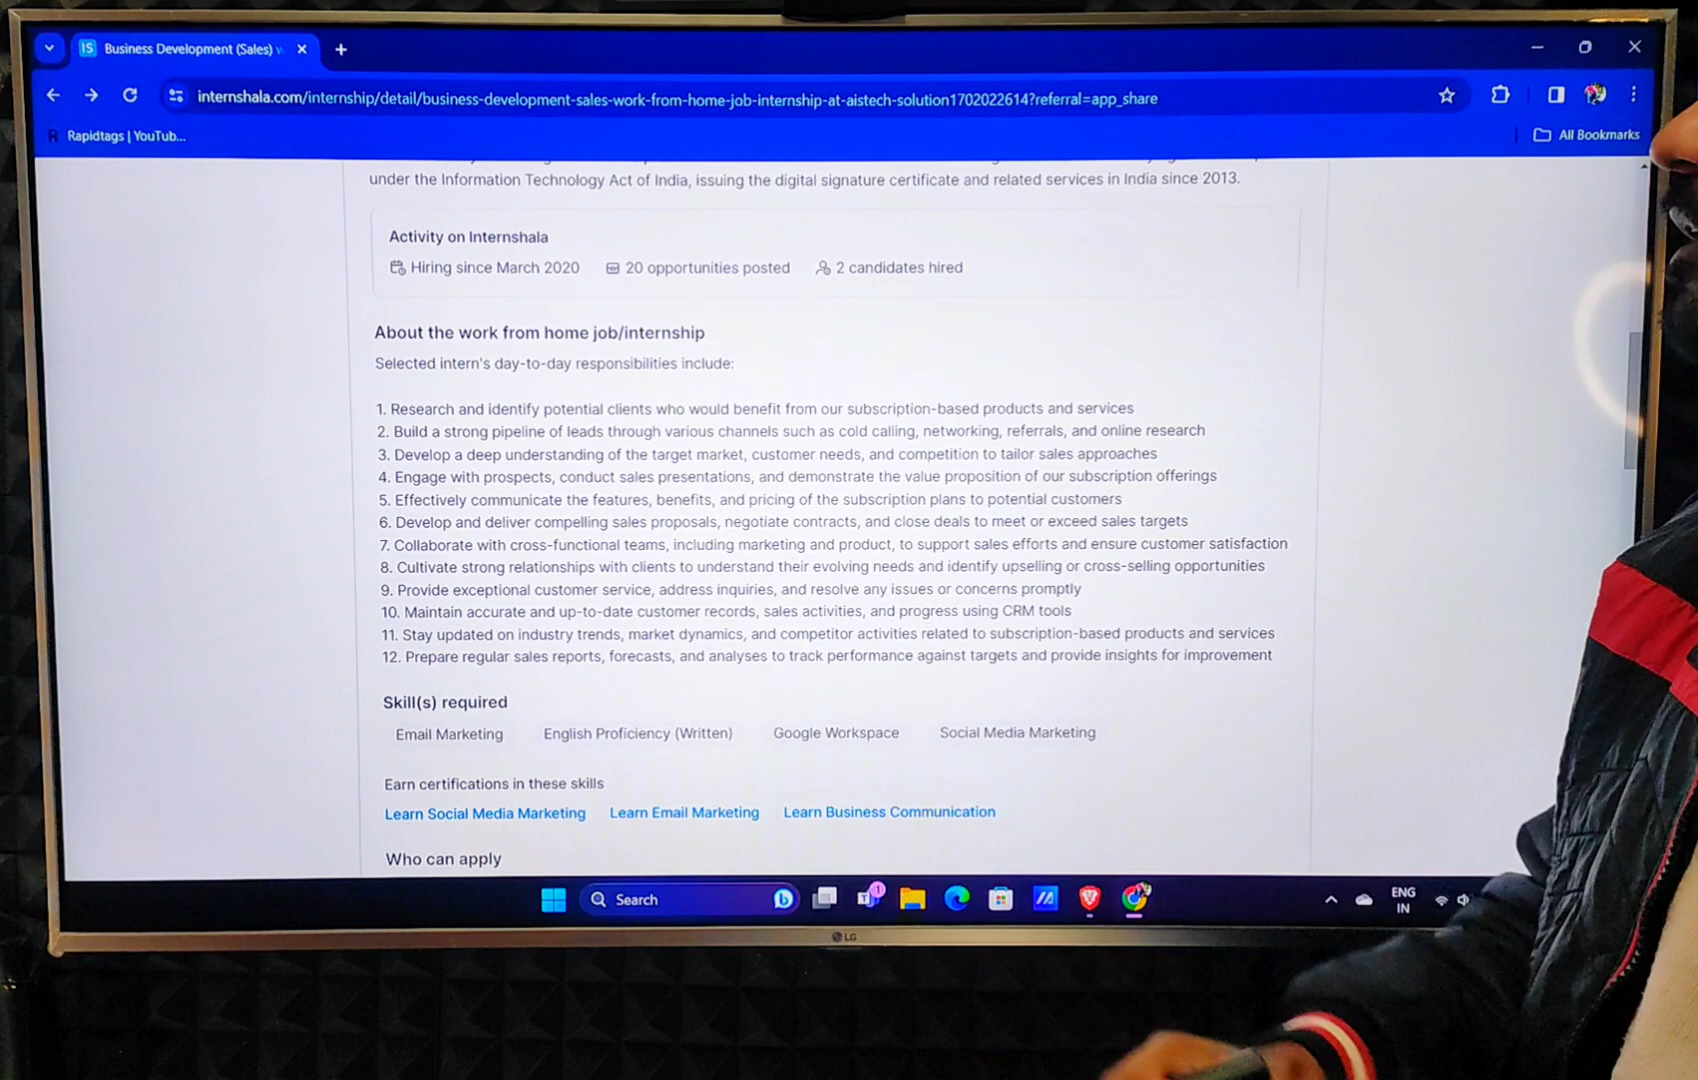 Business Development (Sales) w
internshala.com/internship/detail/business-development-sales-work-from-home-job-internship-at-aistech-solution1702022614?referral=app_share
Rapidtags | YouTub...
All Bookmarks
under the Information Technology Act of India, issuing the digital signature certificate and related services in India since 2013.
Activity on Internshala
Hiring since March 2020 20 opportunities posted 2 candidates hired
About the work from home job/internship
Selected intern's day-to-day responsibilities include:
1. Research and identify potential clients who would benefit from our subscription-based products and services
2. Build a strong pipeline of leads through various channels such as cold calling, networking, referrals, and online research
3. Develop a deep understanding of the target market, customer needs, and competition to tailor sales approaches
4. Engage with prospects, conduct sales presentations, and demonstrate the value proposition of our subscription offerings
5. Effectively communicate the features, benefits, and pricing of the subscription plans to potential customers
6. Develop and deliver compelling sales proposals, negotiate contracts, and close deals to meet or exceed sales targets
7. Collaborate with cross-functional teams, including marketing and product, to support sales efforts and ensure customer satisfaction
8. Cultivate strong relationships with clients to understand their evolving needs and identify upselling or cross-selling opportunities
9. Provide exceptional customer service, address inquiries, and resolve any issues or concerns promptly
10. Maintain accurate and up-to-date customer records, sales activities, and progress using CRM tools
11. Stay updated on industry trends, market dynamics, and competitor activities related to subscription-based products and services
12. Prepare regular sales reports, forecasts, and analyses to track performance against targets and provide insights for improvement
Skill(s) required
Email Marketing English Proficiency (Written) Google Workspace Social Media Marketing
Earn certifications in these skills
Learn Social Media Marketing Learn Email Marketing Learn Business Communication
Who can apply
Search
ENG
IN
LG